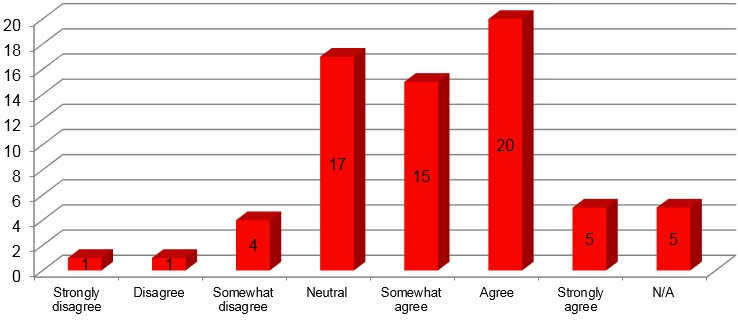 20
18
16
14
12
10
8
6
4
2
0
1
1
4
17
15
20
5
5
Strongly
disagree
Disagree
Somewhat
disagree
Neutral
Somewhat
agree
Agree
Strongly
agree
N/A